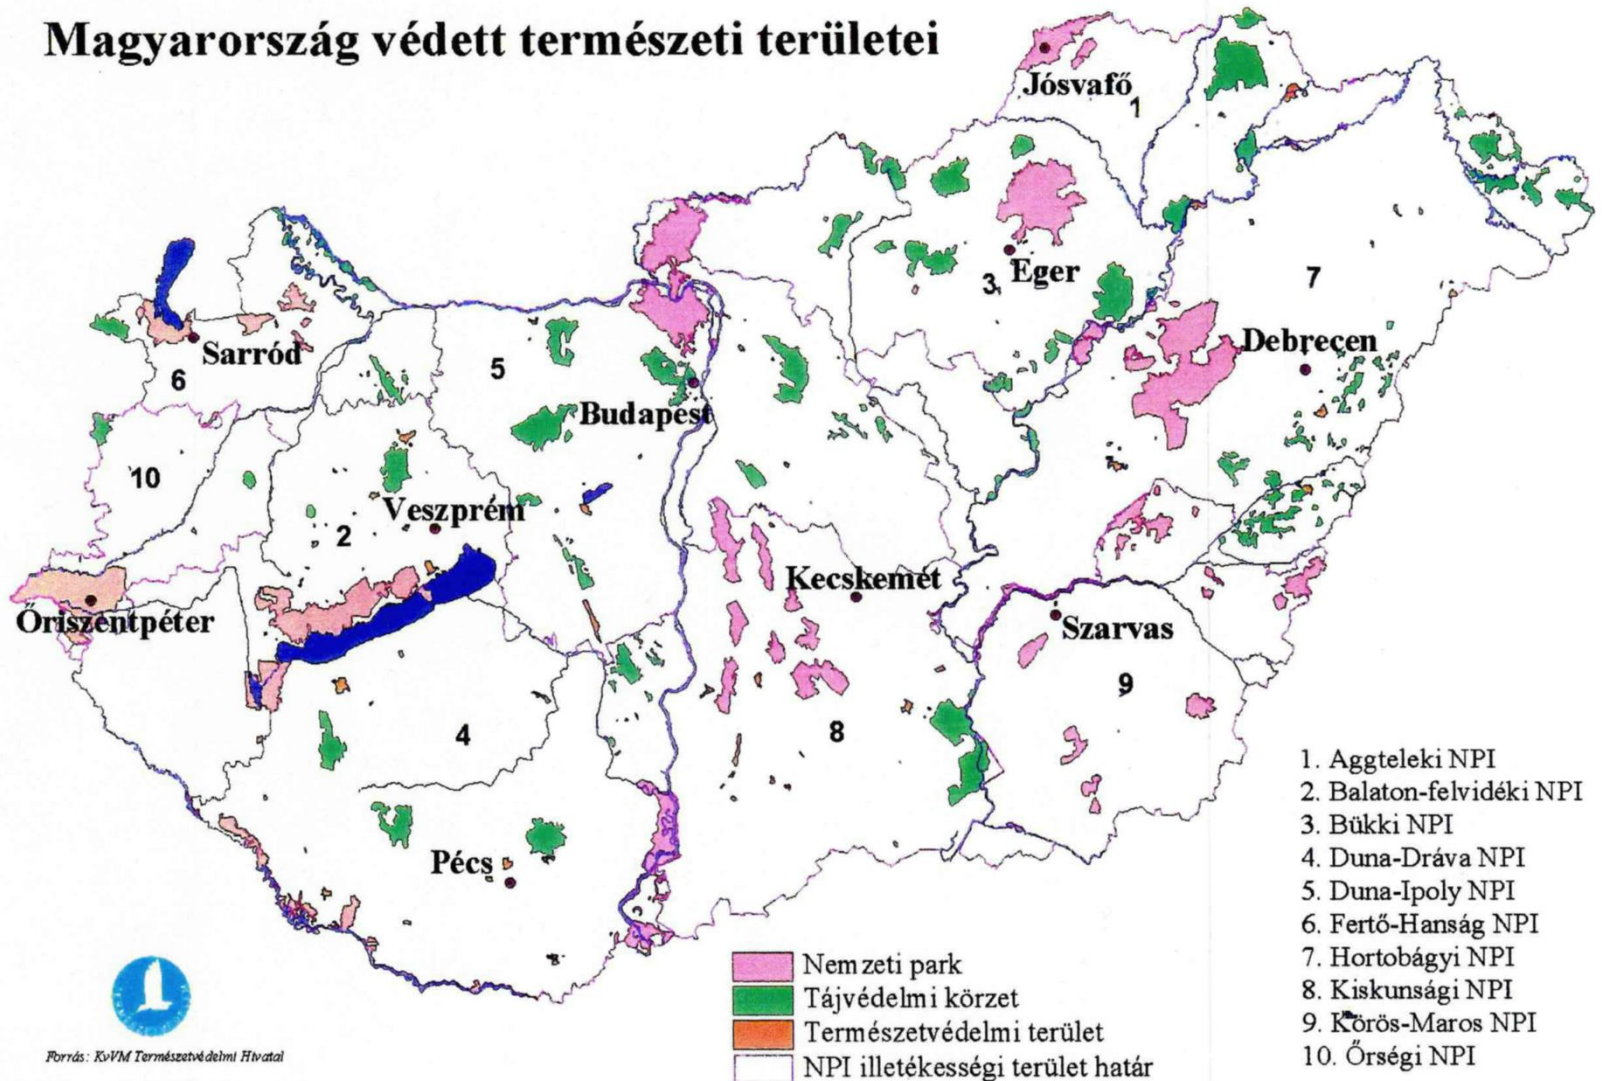 Magyarország védett természeti területei
Jósvafő
1
Eger
3
7
Debrecen
Sarród
6
5
Budapest
10
Veszprém
2
Kecskemét
Őriszentpéter
Szarvas
9
4
8
Pécs
1. Aggteleki NPI
2. Balaton-felvidéki NPI
3. Bükki NPI
4. Duna-Dráva NPI
5. Duna-Ipoly NPI
6. Fertő-Hanság NPI
7. Hortobágyi NPI
8. Kiskunsági NPI
9. Körös-Maros NPI
10. Őrségi NPI
Nemzeti park
Tájvédelmi körzet
Természetvédelmi terület
NPI illetékességi terület határ
Forrás: KvVM Természetvédelmi Hivatal